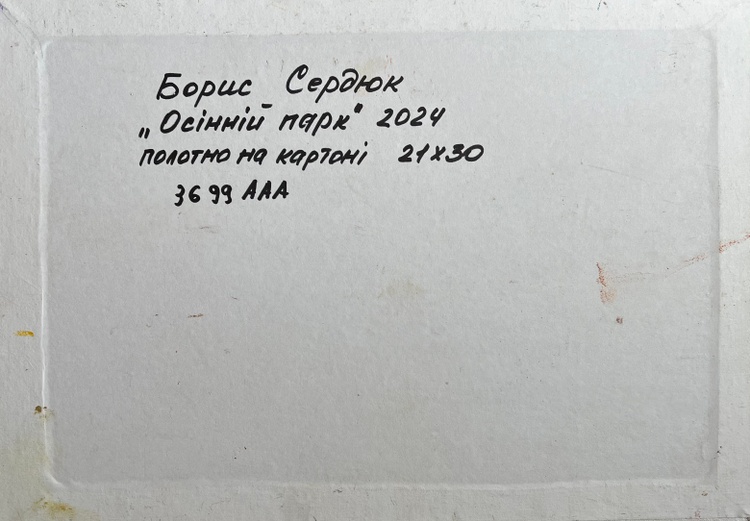 Борис Сердюк
„Осінній парк" 2024
полотно на картоні 21х30
3699 ААА